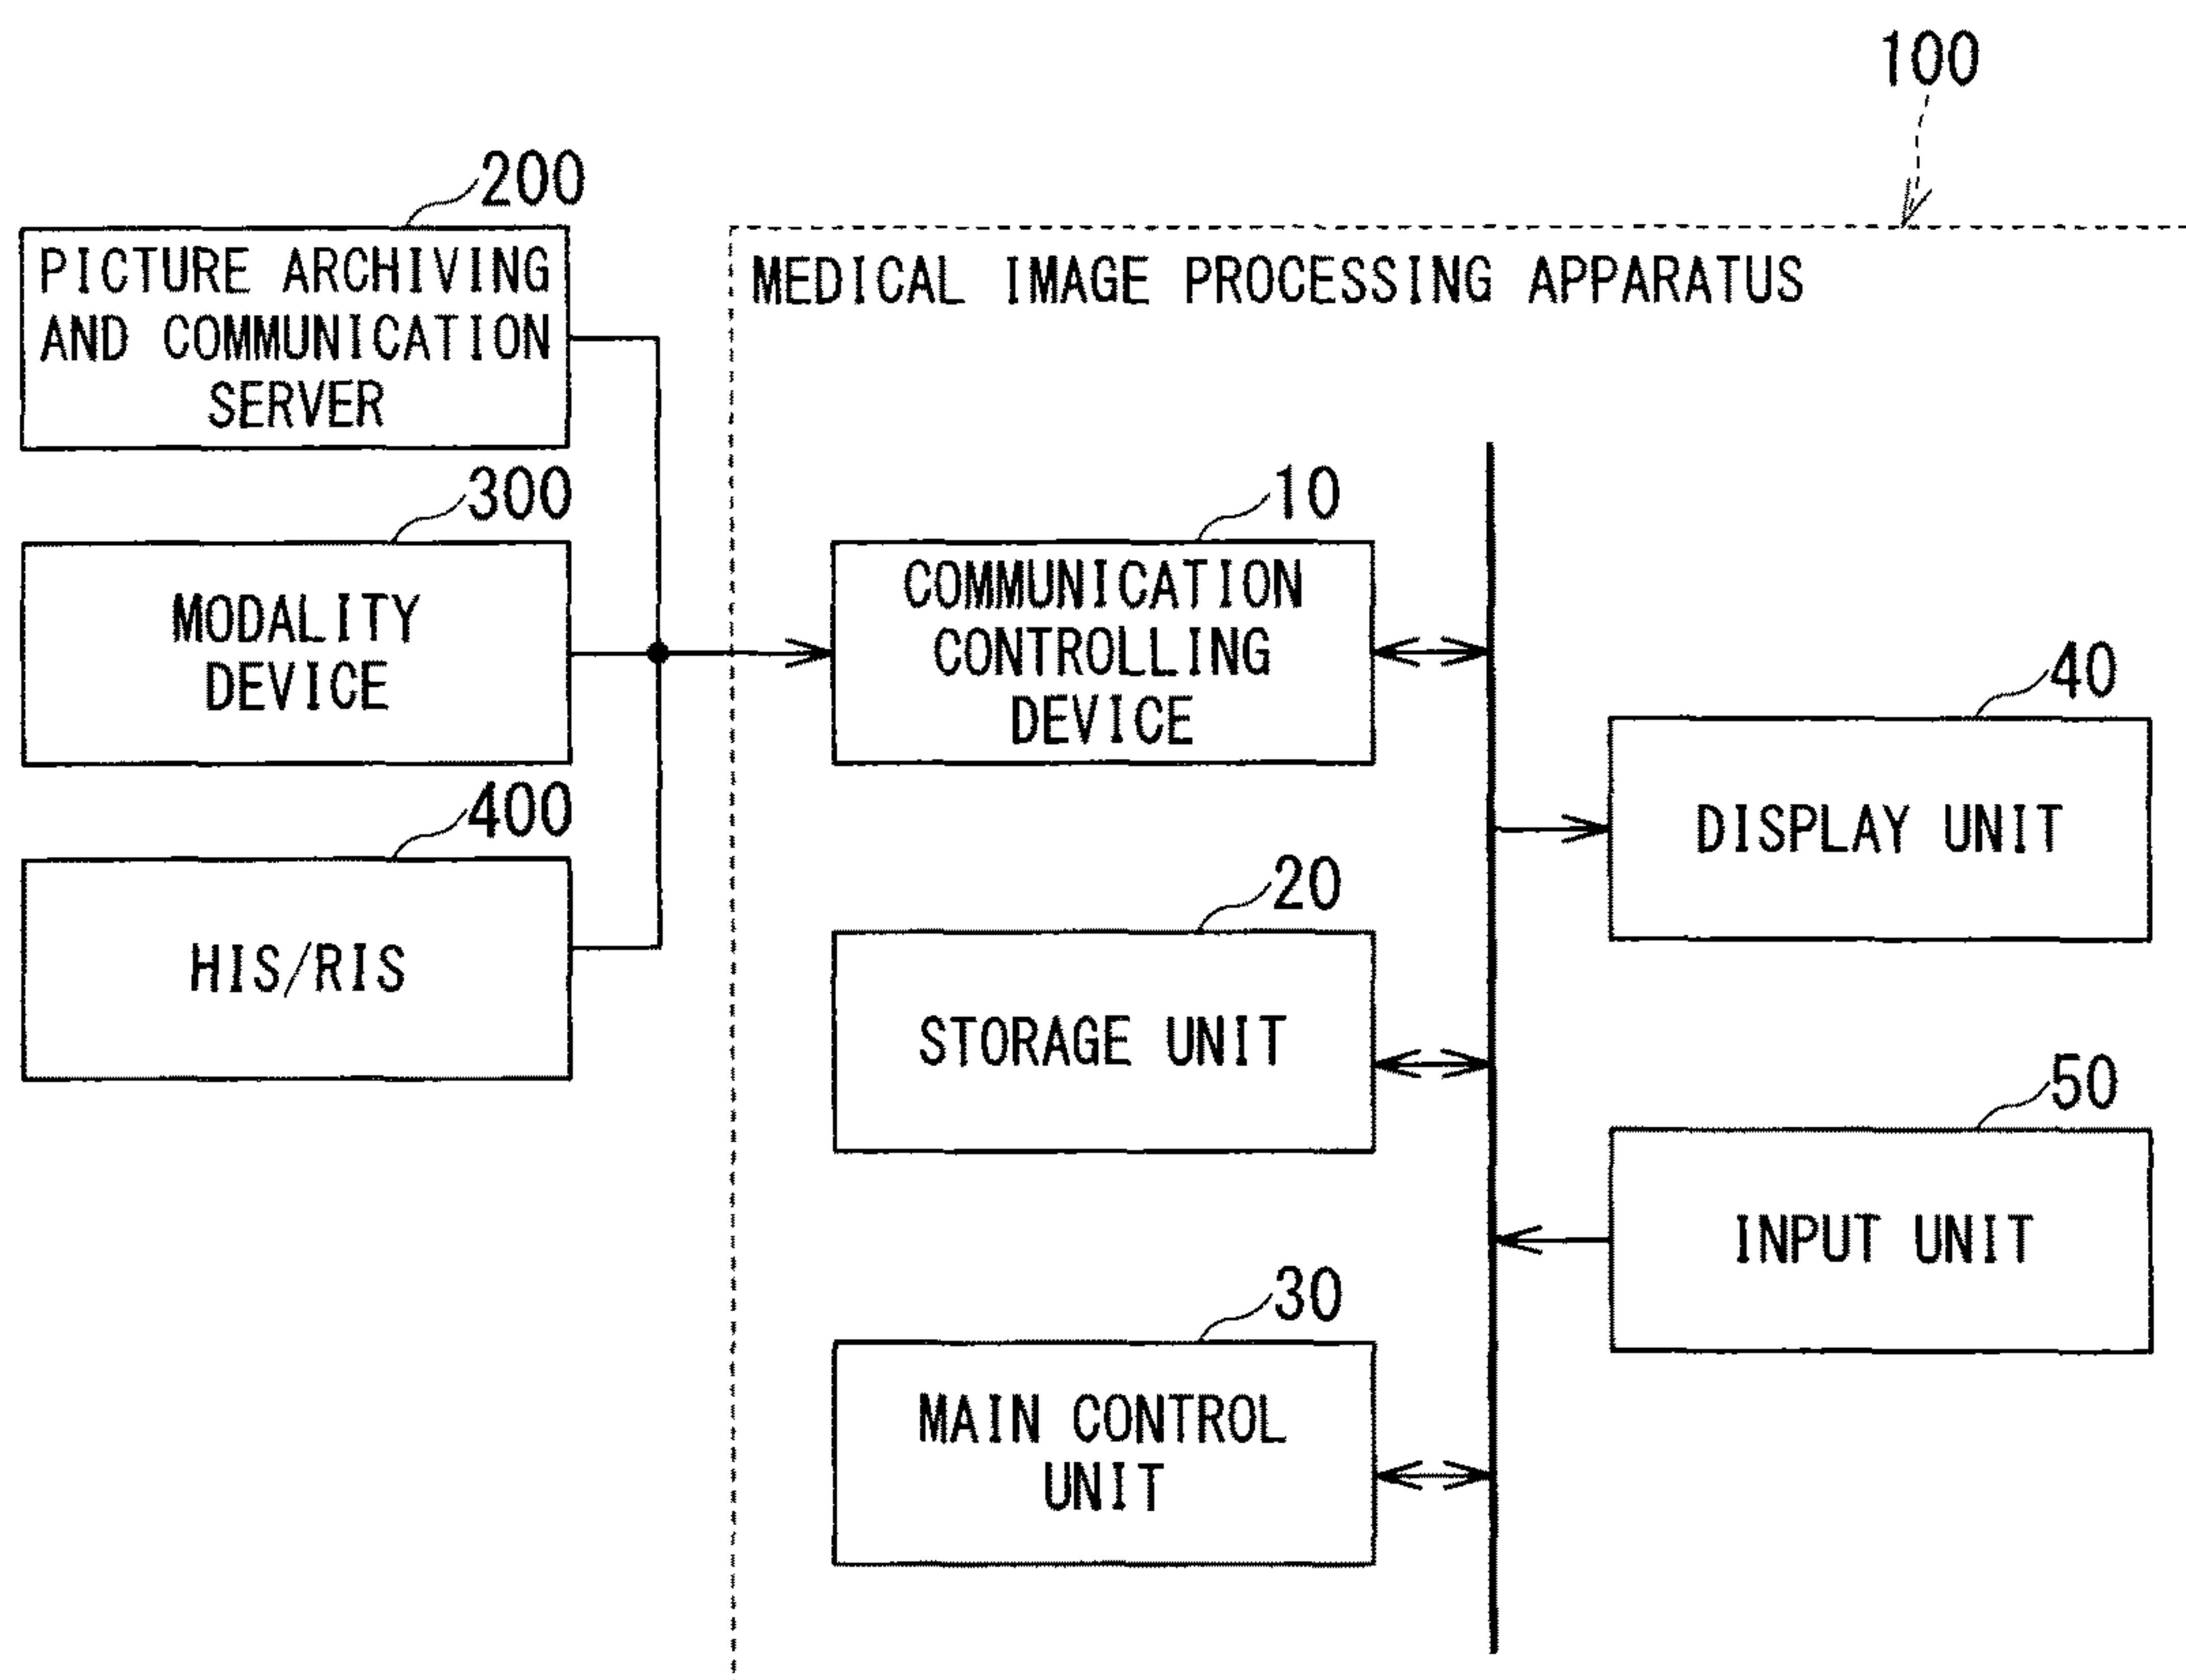 100
200
PICTURE ARCHIVING
AND COMMUNICATION
SERVER
MEDICAL IMAGE PROCESSING APPARATUS
300
MODALITY
DEVICE
10
COMMUNICATION
CONTROLLING
DEVICE
40
DISPLAY UNIT
400
HIS/RIS
20
STORAGE UNIT
50
INPUT UNIT
30
MAIN CONTROL
UNIT